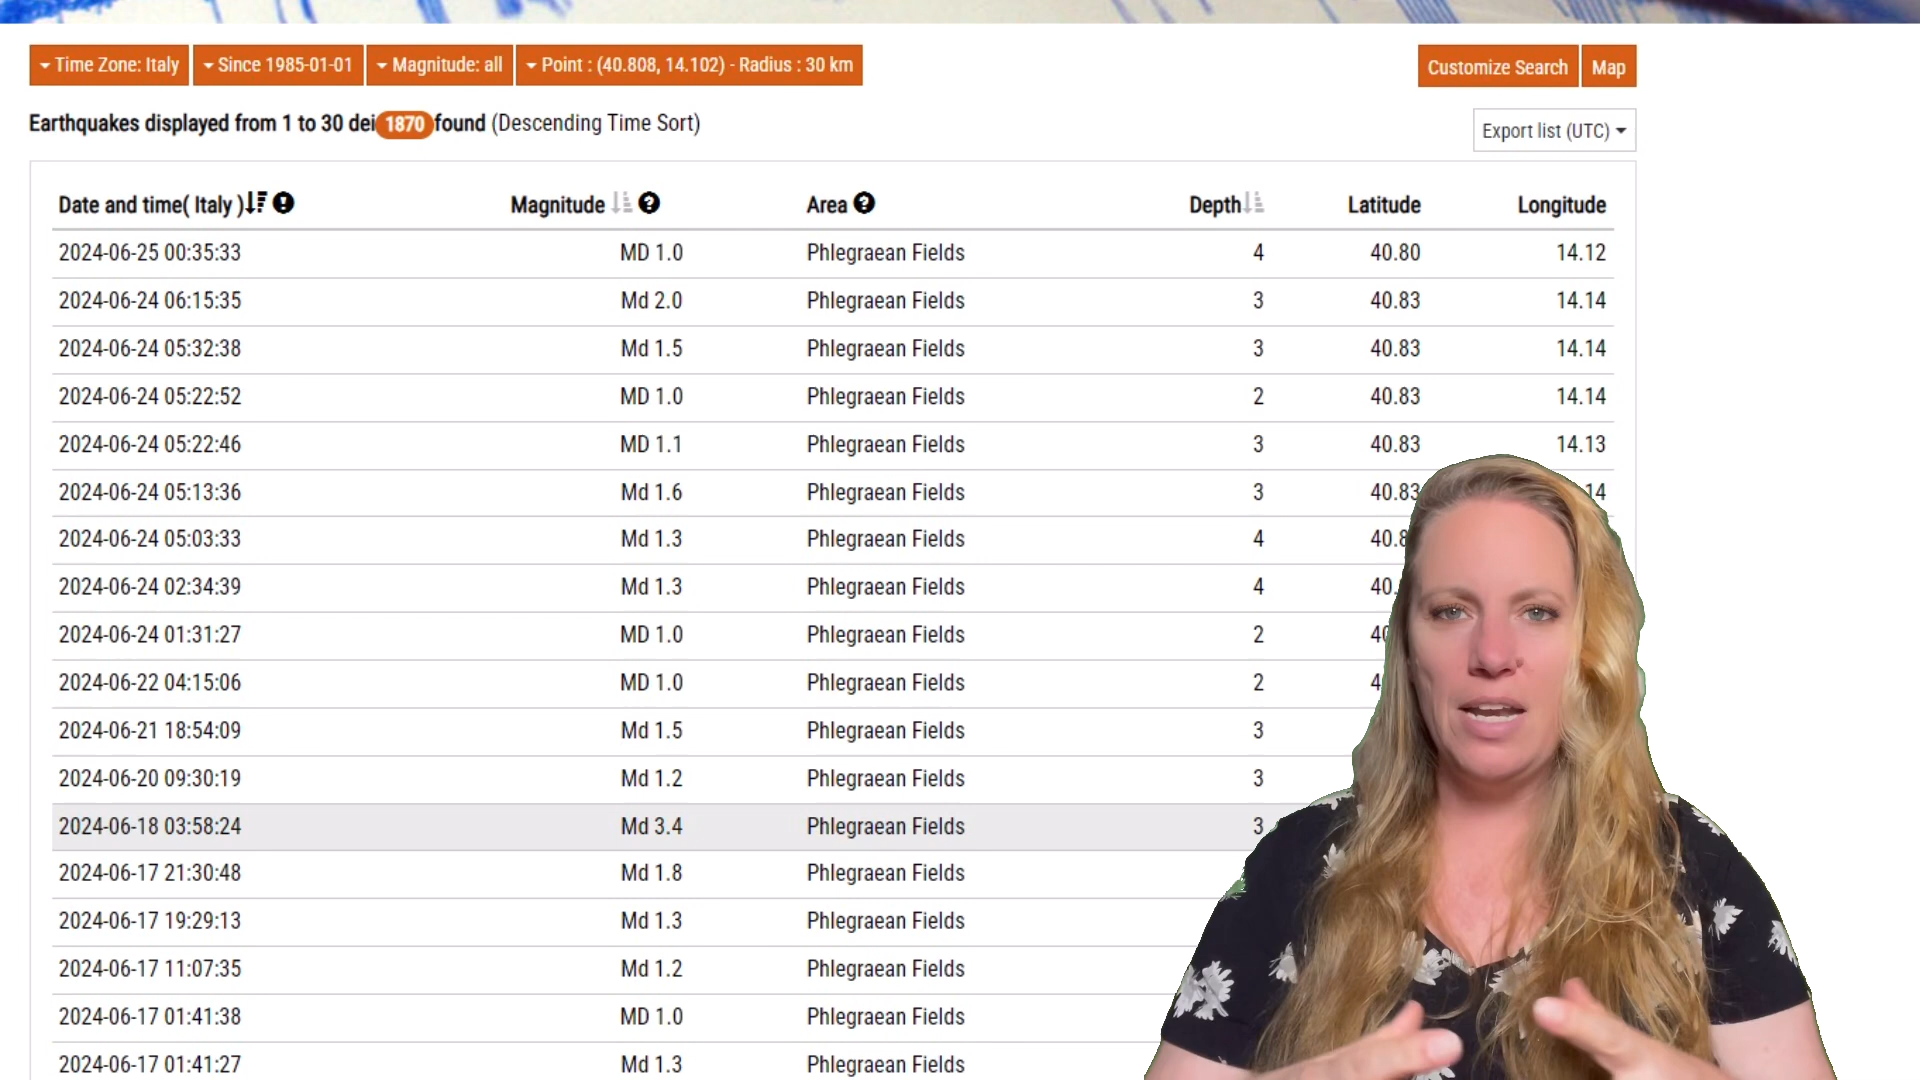 Time Zone: Italy Since 1985-01-01 Magnitude: all Point : (40.808, 14.102) - Radius : 30 km Customize Search Map
Earthquakes displayed from 1 to 30 dei 1870 found (Descending Time Sort) Export list (UTC)
Date and time( Italy ) Magnitude Area Depth Latitude Longitude
2024-06-25 00:35:33 MD 1.0 Phlegraean Fields 4 40.80 14.12
2024-06-24 06:15:35 Md 2.0 Phlegraean Fields 3 40.83 14.14
2024-06-24 05:32:38 Md 1.5 Phlegraean Fields 3 40.83 14.14
2024-06-24 05:22:52 MD 1.0 Phlegraean Fields 2 40.83 14.14
2024-06-24 05:22:46 MD 1.1 Phlegraean Fields 3 40.83 14.13
2024-06-24 05:13:36 Md 1.6 Phlegraean Fields 3 40.83
2024-06-24 05:03:33 Md 1.3 Phlegraean Fields 4
2024-06-24 02:34:39 Md 1.3 Phlegraean Fields 4
2024-06-24 01:31:27 MD 1.0 Phlegraean Fields 2
2024-06-22 04:15:06 MD 1.0 Phlegraean Fields 2
2024-06-21 18:54:09 Md 1.5 Phlegraean Fields 3
2024-06-20 09:30:19 Md 1.2 Phlegraean Fields 3
2024-06-18 03:58:24 Md 3.4 Phlegraean Fields 3
2024-06-17 21:30:48 Md 1.8 Phlegraean Fields
2024-06-17 19:29:13 Md 1.3 Phlegraean Fields
2024-06-17 11:07:35 Md 1.2 Phlegraean Fields
2024-06-17 01:41:38 MD 1.0 Phlegraean Fields
2024-06-17 01:41:27 Md 1.3 Phlegraean Fields